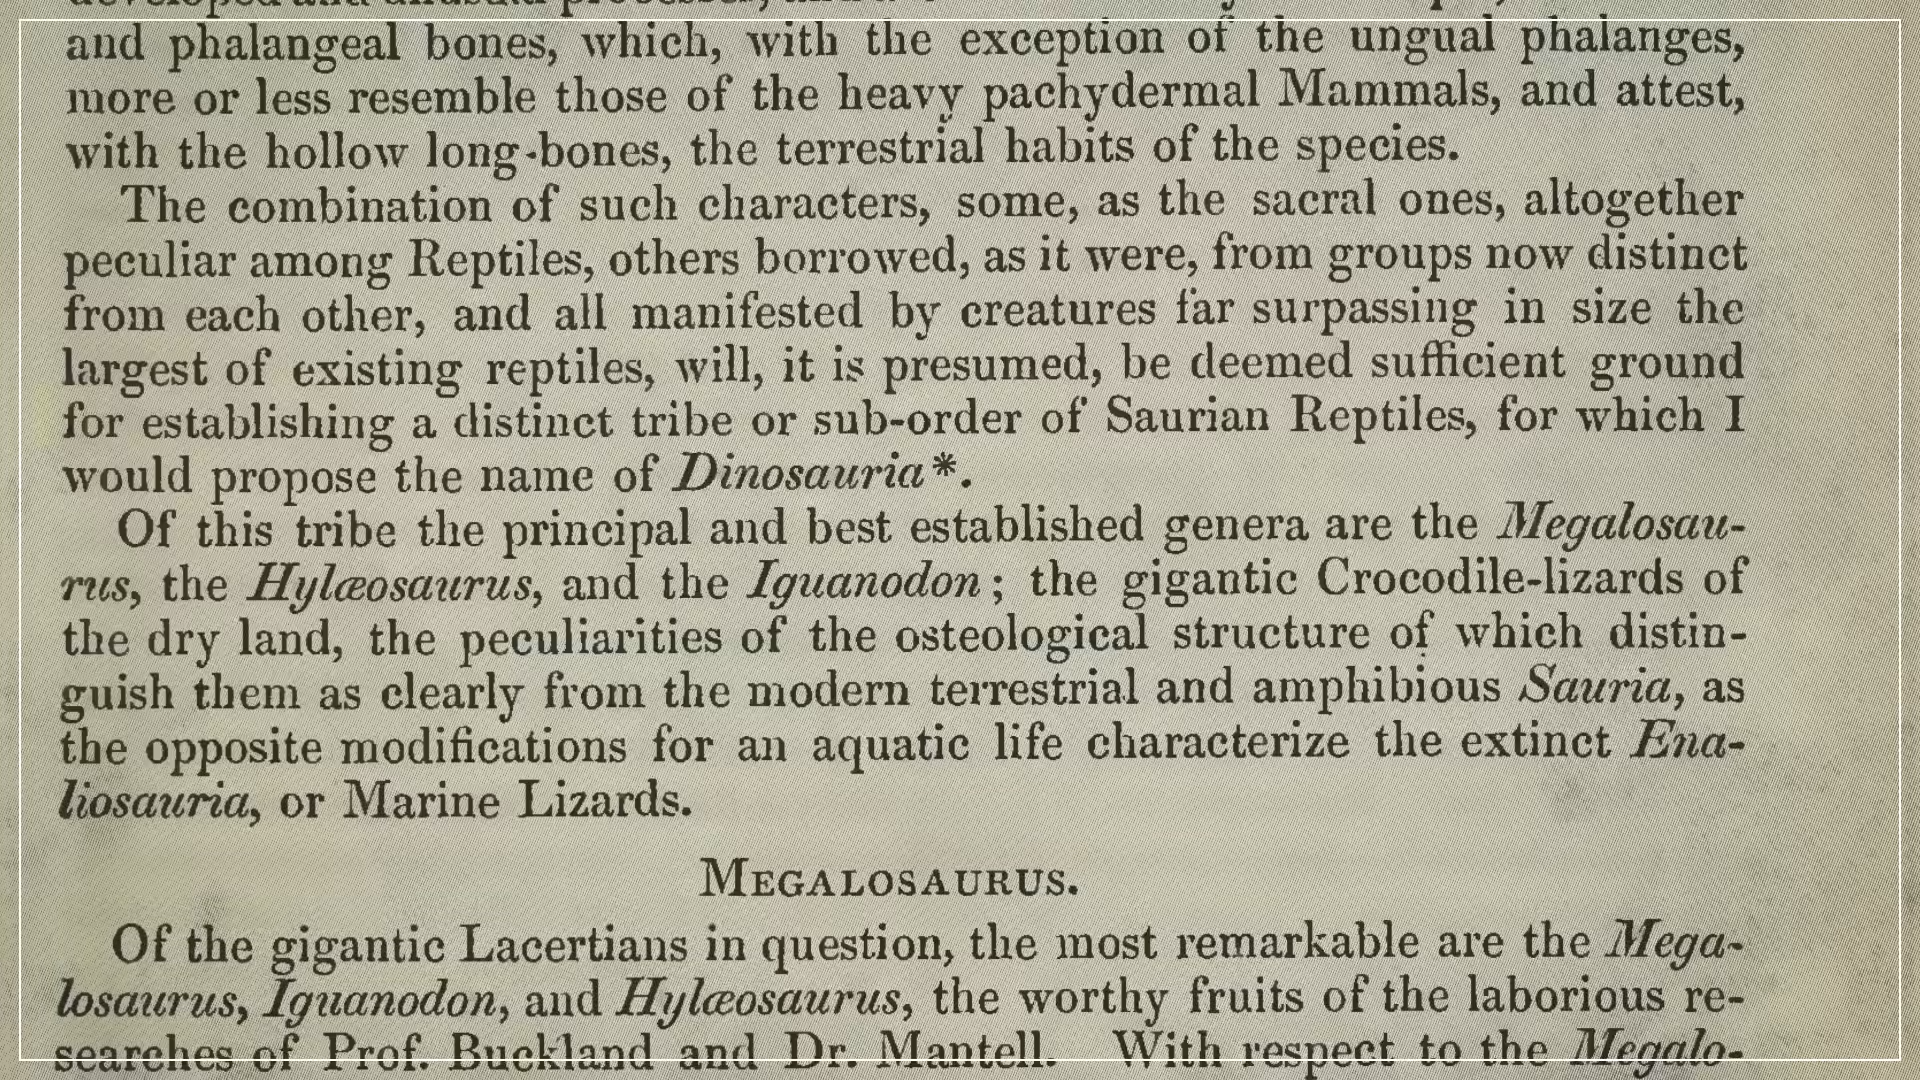 and phalangeal bones, which, with the exception of the ungual phalanges,
more or less resemble those of the heavy pachydermal Mammals, and attest,
with the hollow long-bones, the terrestrial habits of the species.
The combination of such characters, some, as the sacral ones, altogether
peculiar among Reptiles, others borrowed, as it were, from groups now distinct
from each other, and all manifested by creatures far surpassing in size the
largest of existing reptiles, will, it is presumed, be deemed sufficient ground
for establishing a distinct tribe or sub-order of Saurian Reptiles, for which I
would propose the name of Dinosauria*.
Of this tribe the principal and best established genera are the Megalosau-
rus, the Hylæosaurus, and the Iguanodon; the gigantic Crocodile-lizards of
the dry land, the peculiarities of the osteological structure of which distin-
guish them as clearly from the modern terrestrial and amphibious Sauria, as
the opposite modifications for an aquatic life characterize the extinct Ena-
liosauria, or Marine Lizards.
MEGALOSAURUS.
Of the gigantic Lacertians in question, the most remarkable are the Mega-
losaurus, Iguanodon, and Hylæosaurus, the worthy fruits of the laborious re-
searches of Prof. Buckland and Dr. Mantell. With respect to the Megalo-